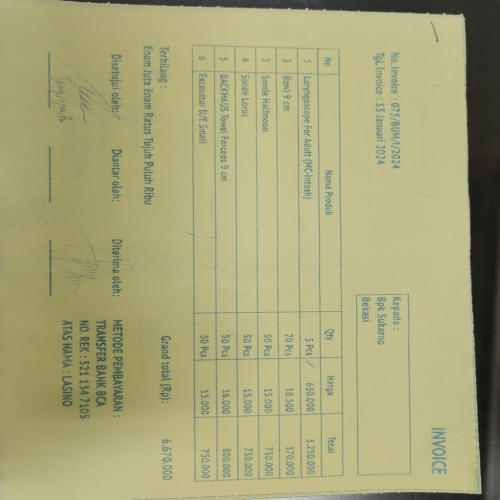 INVOICE
No. Invoice : 075/BUM/I/2024
Tgl. Invoice : 13 Januari 2024
Kepada :
Bpk Sukarno
Bekasi
No Nama Produk Qty Harga Total
1 Laryngoscope For Adult (MC-Intosh) 5 Pcs 650.000 3.250.000
2 Bowl 9 cm 20 Pcs 18.500 370.000
3 Sonde Halfmoon 50 Pcs 15.000 750.000
4 Sonde Lurus 50 Pcs 15.000 750.000
5 BACKHAUS Towel Forceps 9 cm 50 Pcs 16.000 800.000
6 Excavator D/E Small 50 Pcs 15.000 750.000
Grand total (Rp): 6.670.000
Terbilang :
Enam Juta Enam Ratus Tujuh Puluh Ribu
Disetujui oleh: Diantar oleh: Diterima oleh:
METODE PEMBAYARAN :
TRANSFER BANK BCA
NO. REK : 521 134 7105
ATAS NAMA : LASINO